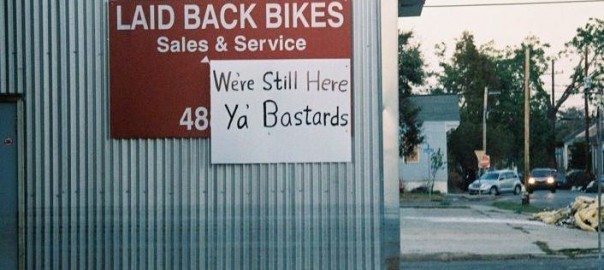 LAID BACK BIKES
Sales & Service
We're Still Here
48
Ya' Bastards